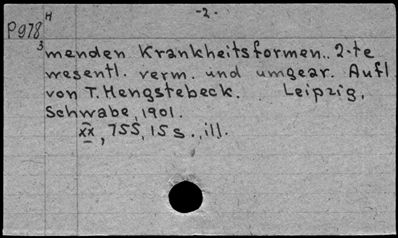 H -2-
P978
3 menden Krankheitsformen.. 2-te
wesentl. verm. und umgear. Aufl
von T. Hengstebeck. Leipzig,
Schwabe, 1901.
xx, 755, 15 s., ill.